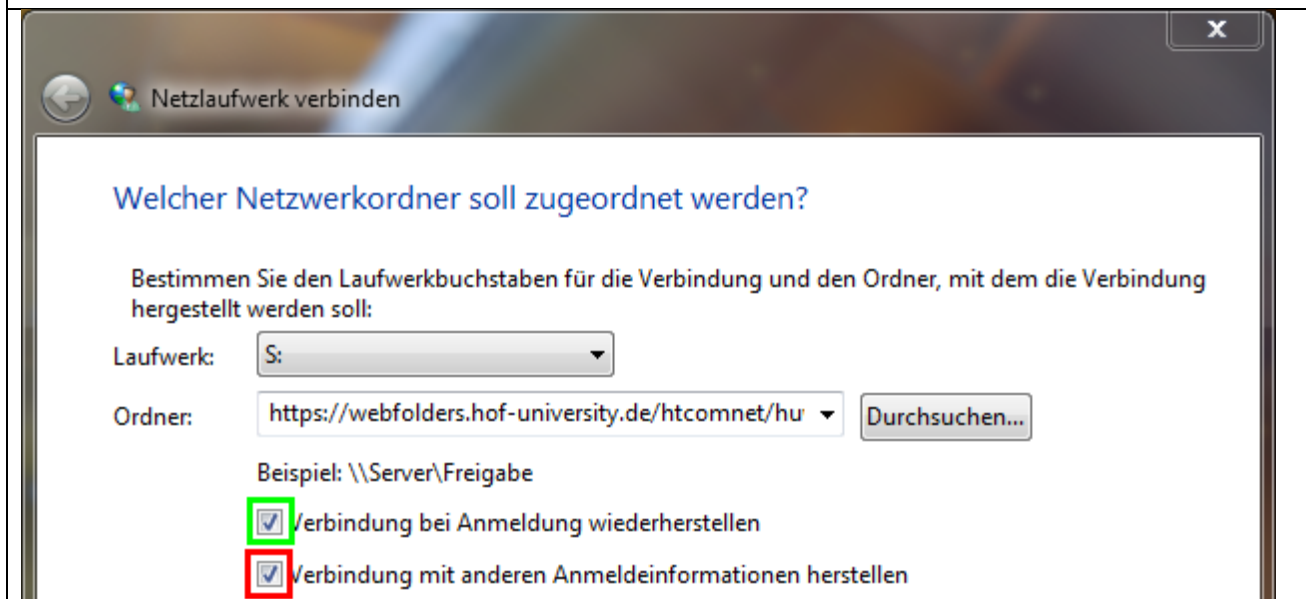 x
Netzlaufwerk verbinden
Welcher Netzwerkordner soll zugeordnet werden?
Bestimmen Sie den Laufwerkbuchstaben für die Verbindung und den Ordner, mit dem die Verbindung
hergestellt werden soll:
Laufwerk: S:
Ordner: https://webfolders.hof-university.de/htcomnet/hu Durchsuchen...
Beispiel: \\Server\Freigabe
Verbindung bei Anmeldung wiederherstellen
Verbindung mit anderen Anmeldeinformationen herstellen